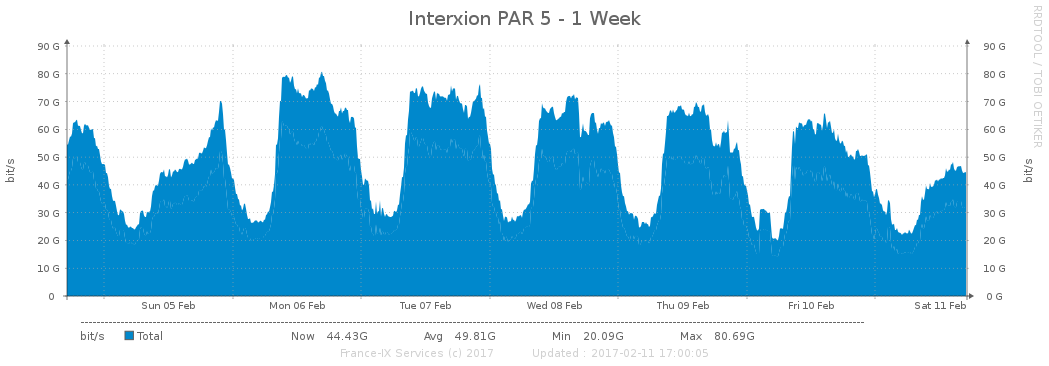 Interxion PAR 5 - 1 Week
RRDTOOL / TOBI OETIKER
90 G 90 G
80 G 80 G
70 G 70 G
60 G 60 G
50 G 50 G
40 G 40 G
30 G 30 G
20 G 20 G
10 G 10 G
0 0 G
bit/s
bit/s
Sun 05 Feb Mon 06 Feb Tue 07 Feb Wed 08 Feb Thu 09 Feb Fri 10 Feb Sat 11 Feb
bit/s Total Now 44.43G Avg 49.81G Min 20.09G Max 80.69G
France-IX Services (c) 2017 Updated : 2017-02-11 17:00:05